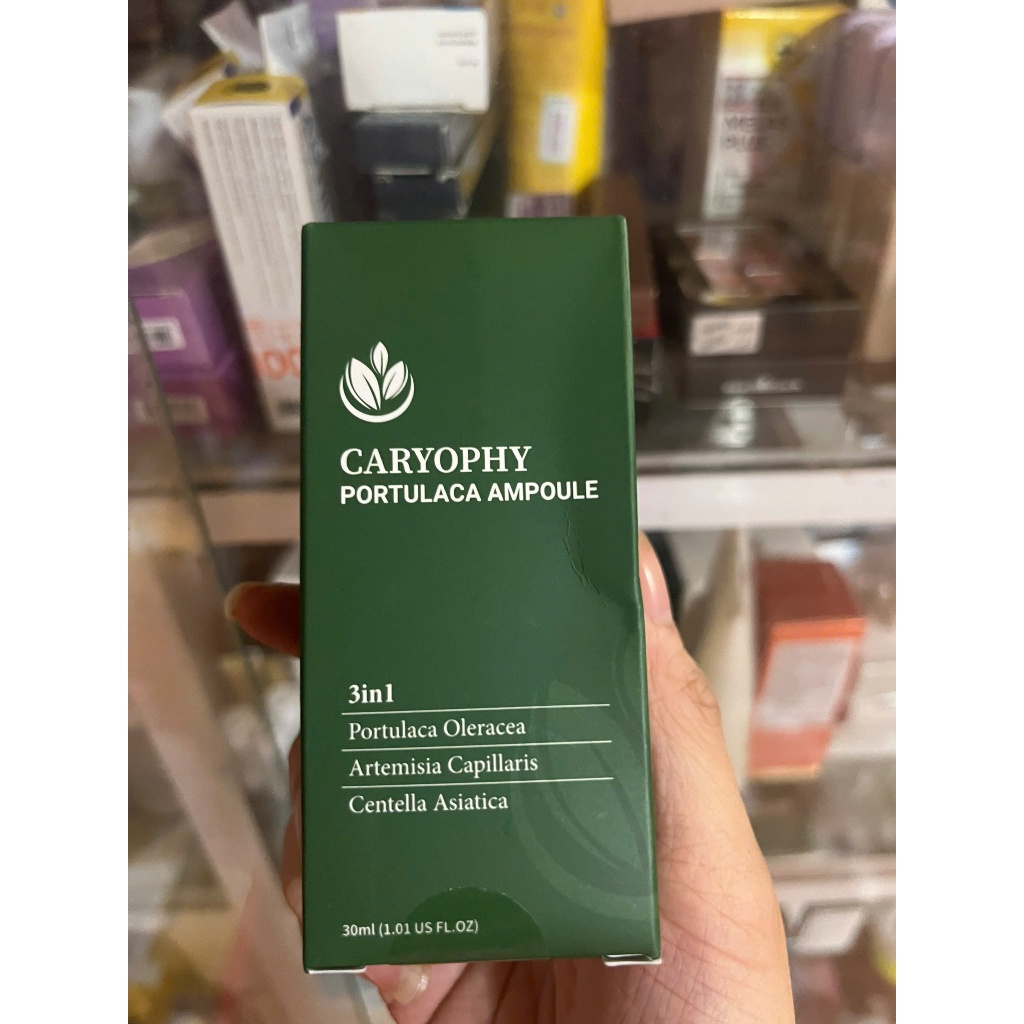 CARYOPHY
PORTULACA AMPOULE
3in1
Portulaca Oleracea
Artemisia Capillaris
Centella Asiatica
30ml (1.01 US FL.OZ)